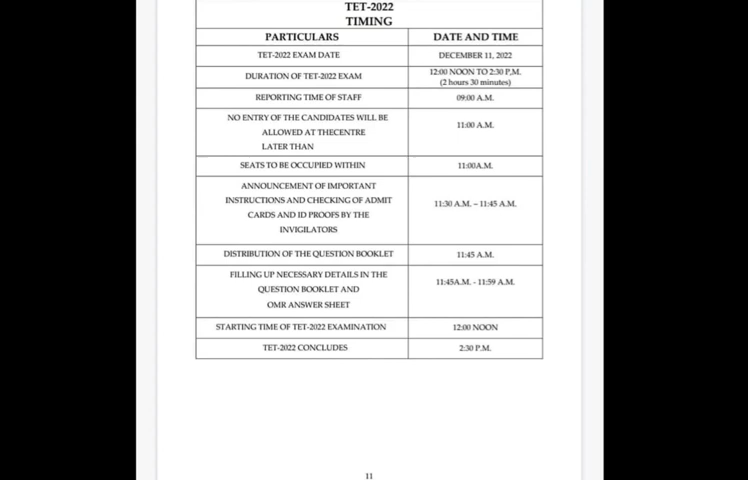 TET-2022
TIMING
PARTICULARS DATE AND TIME
TET-2022 EXAM DATE DECEMBER 11, 2022
DURATION OF TET-2022 EXAM 12:00 NOON TO 2:30 P,M.
(2 hours 30 minutes)
REPORTING TIME OF STAFF 09:00 A.M.
NO ENTRY OF THE CANDIDATES WILL BE
ALLOWED AT THECENTRE
LATER THAN
11:00 A.M.
SEATS TO BE OCCUPIED WITHIN 11:00A.M.
ANNOUNCEMENT OF IMPORTANT
INSTRUCTIONS AND CHECKING OF ADMIT
CARDS AND ID PROOFS BY THE
INVIGILATORS
11:30 A.M. – 11:45 A.M.
DISTRIBUTION OF THE QUESTION BOOKLET 11:45 A.M.
FILLING UP NECESSARY DETAILS IN THE
QUESTION BOOKLET AND
OMR ANSWER SHEET
11:45A.M. - 11:59 A.M.
STARTING TIME OF TET-2022 EXAMINATION 12:00 NOON
TET-2022 CONCLUDES 2:30 P.M.
11